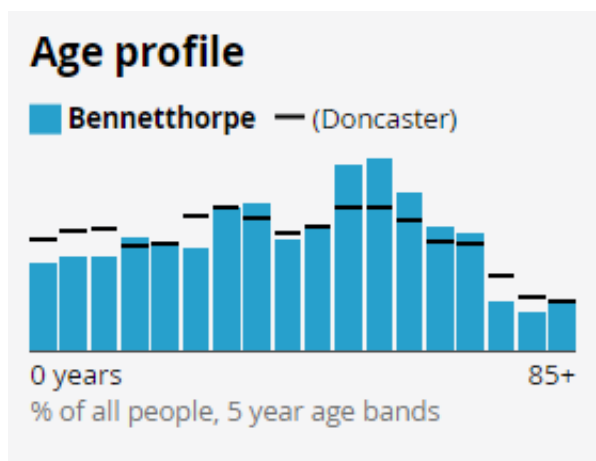 Age profile
Bennetthorpe — (Doncaster)
0 years 85+
% of all people, 5 year age bands